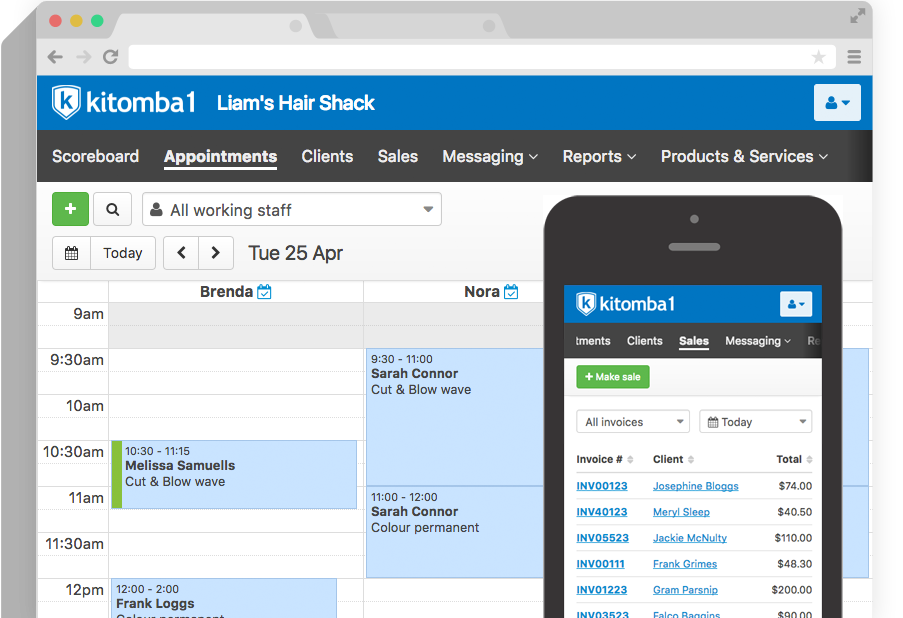 kitomba1 Liam's Hair Shack
Scoreboard Appointments Clients Sales Messaging Reports Products & Services
All working staff
Today Tue 25 Apr
Brenda Nora
9am
9:30am
10am
10:30am
11am
11:30am
12pm
10:30 - 11:15
Melissa Samuells
Cut & Blow wave
12:00 - 2:00
Frank Loggs
Colour permanent
9:30 - 11:00
Sarah Connor
Cut & Blow wave
11:00 - 12:00
Sarah Connor
Colour permanent
kitomba1
tments Clients Sales Messaging Re
+ Make sale
All invoices Today
Invoice # Client Total
INV00123 Josephine Bloggs $74.00
INV40123 Meryl Sleep $40.50
INV05523 Jackie McNulty $110.00
INV00111 Frank Grimes $48.30
INV01223 Gram Parsnip $200.00
INV03523 Falco Baggins $90.00